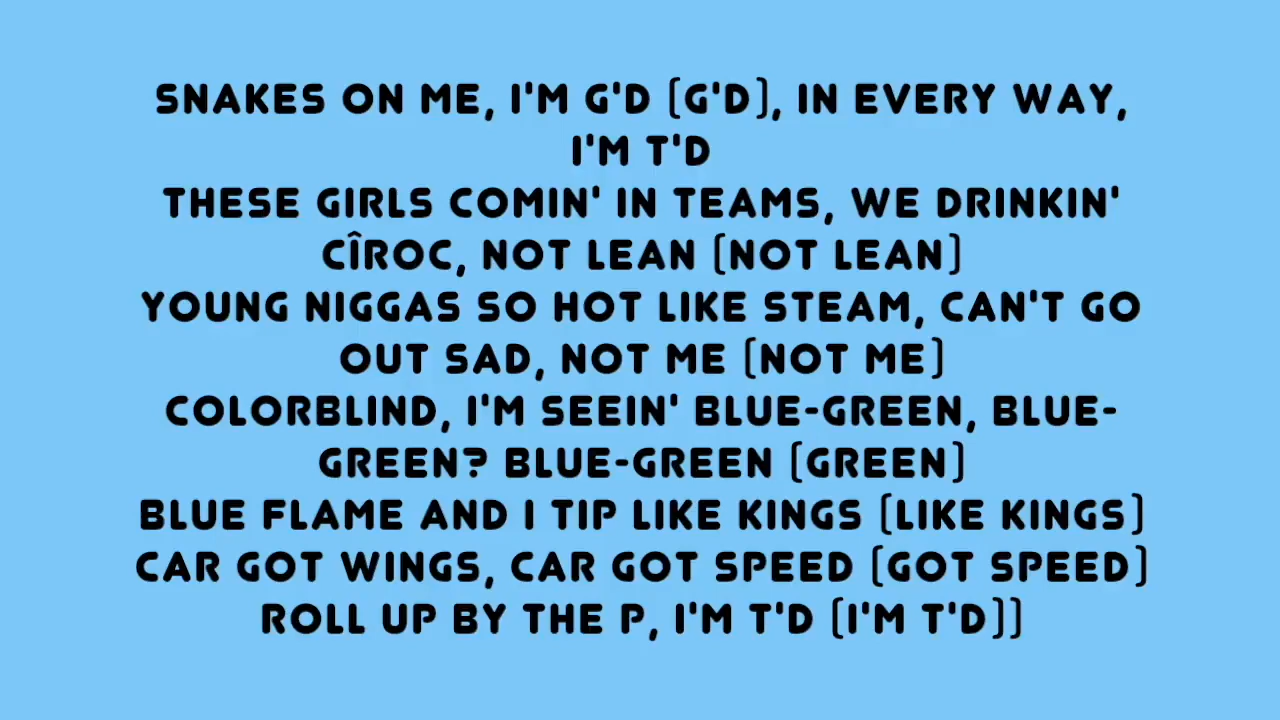 SNAKES ON ME, I'M G'D (G'D), IN EVERY WAY,
I'M T'D
THESE GIRLS COMIN' IN TEAMS, WE DRINKIN'
CÎROC, NOT LEAN (NOT LEAN)
YOUNG NIGGAS SO HOT LIKE STEAM, CAN'T GO
OUT SAD, NOT ME (NOT ME)
COLORBLIND, I'M SEEIN' BLUE-GREEN, BLUE-
GREEN? BLUE-GREEN (GREEN)
BLUE FLAME AND I TIP LIKE KINGS (LIKE KINGS)
CAR GOT WINGS, CAR GOT SPEED (GOT SPEED)
ROLL UP BY THE P, I'M T'D (I'M T'D))